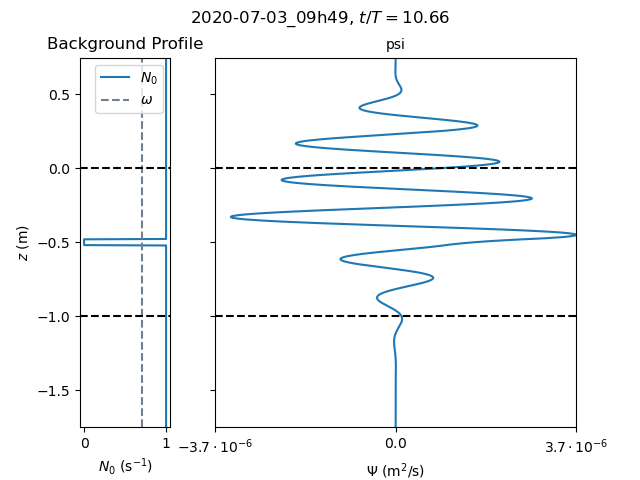 2020-07-03_09h49, t/T = 10.66
Background Profile
psi
N₀
ω
0.5
0.0
−0.5
−1.0
−1.5
z (m)
0
1
−3.7 · 10⁻⁶
0.0
3.7 · 10⁻⁶
N₀ (s⁻¹)
Ψ (m²/s)